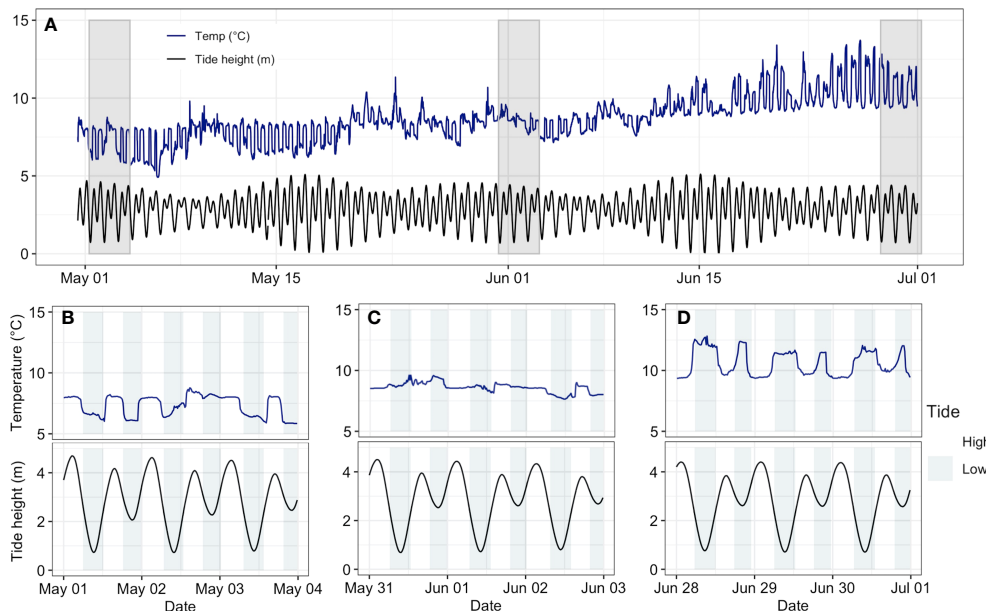 A
Temp (°C)
Tide height (m)
15
10
5
0
May 01
May 15
Jun 01
Jun 15
Jul 01
B
C
D
Temperature (°C)
15
10
5
15
10
5
15
10
5
Tide
High
Low
Tide height (m)
4
2
0
4
2
0
4
2
0
May 01
May 02
May 03
May 04
May 31
Jun 01
Jun 02
Jun 03
Jun 28
Jun 29
Jun 30
Jul 01
Date
Date
Date